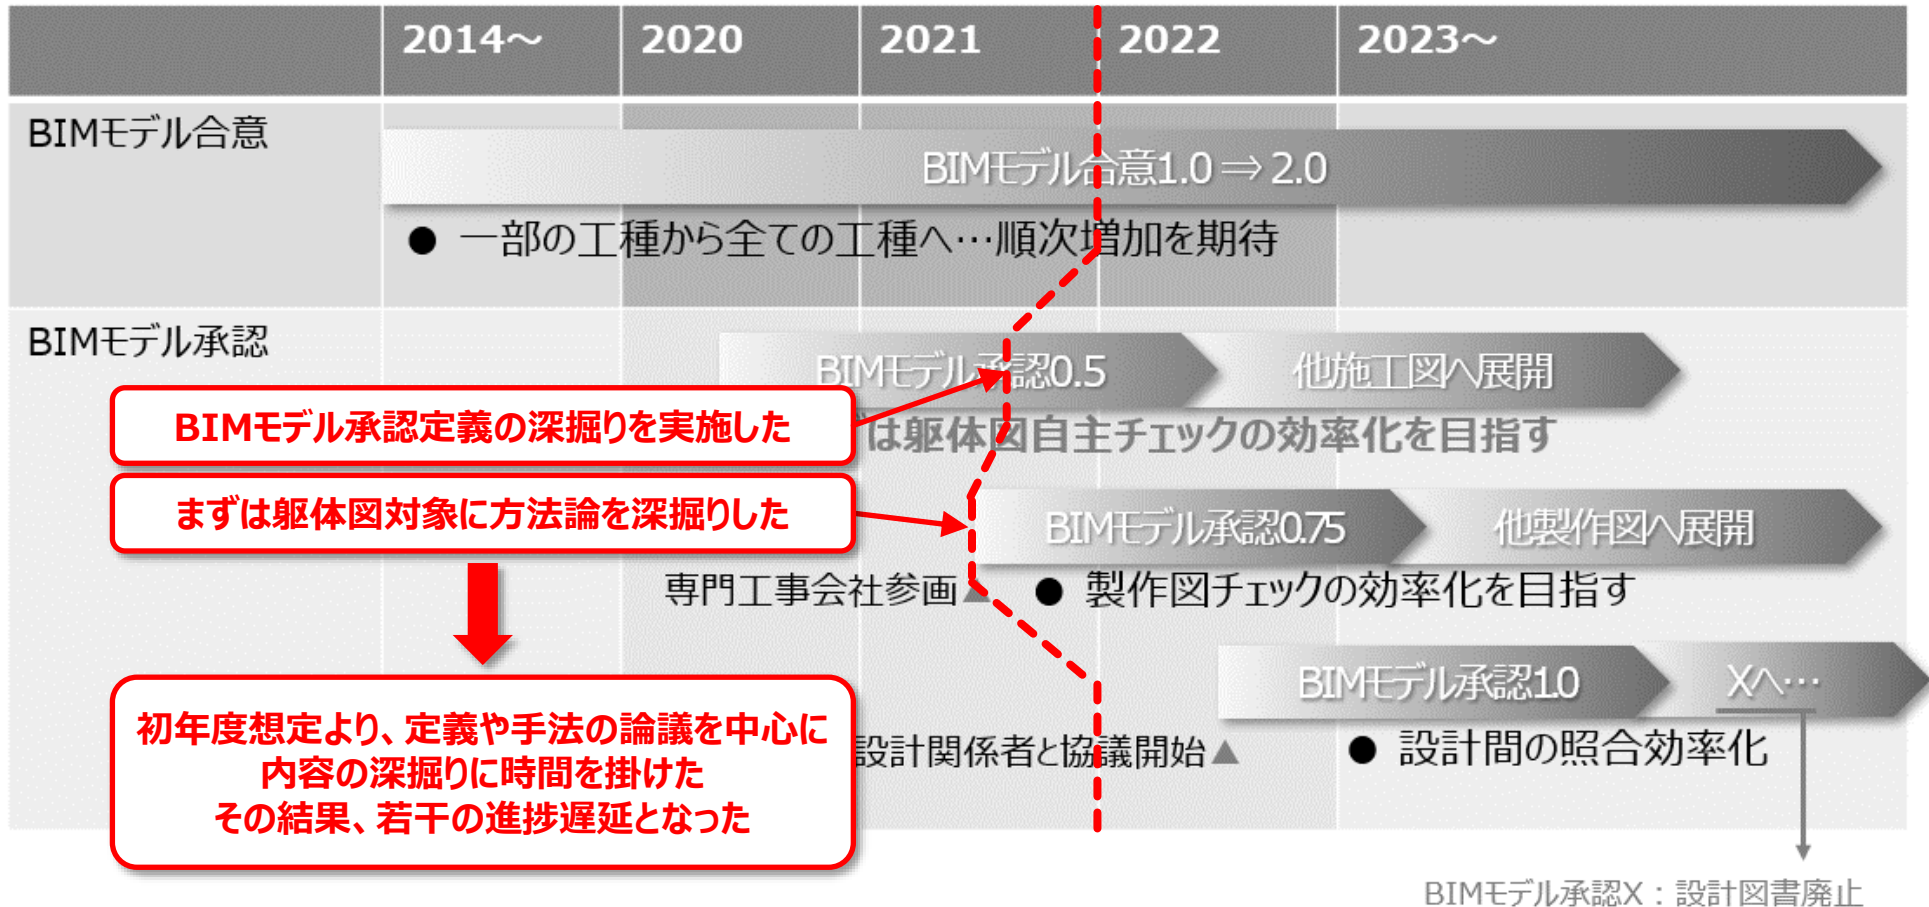 2014～
2020
2021
2022
2023～
BIMモデル合意
BIMモデル合意1.0⇒2.0
● 一部の工種から全ての工種へ…順次増加を期待
BIMモデル承認
BIMモデル承認0.5
他施工図へ展開
BIMモデル承認定義の深掘りを実施した
は躯体図自主チェックの効率化を目指す
まずは躯体図対象に方法論を深掘りした
BIMモデル承認0.75
他製作図へ展開
専門工事会社参画▲
● 製作図チェックの効率化を目指す
BIMモデル承認1.0
Xへ…
初年度想定より、定義や手法の論議を中心に
内容の深掘りに時間を掛けた
その結果、若干の進捗遅延となった
設計関係者と協議開始▲
● 設計間の照合効率化
BIMモデル承認X：設計図書廃止